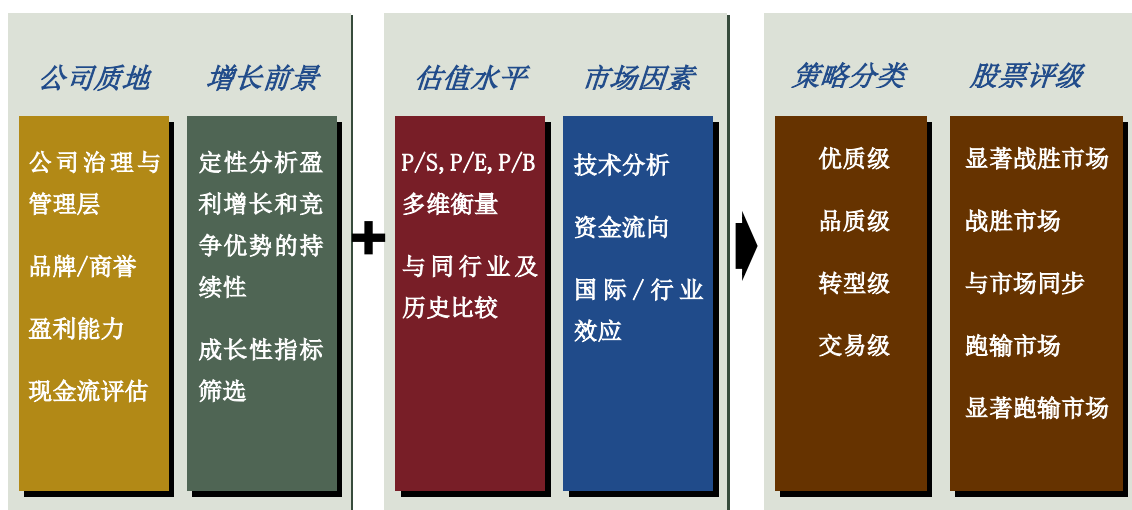 公司质地
公司治理与
管理层
品牌/商誉
盈利能力
现金流评估
增长前景
定性分析盈
利增长和竞
争优势的持
续性
成长性指标
筛选
估值水平
P/S,P/E,P/B
多维衡量
与同行业及
历史比较
市场因素
技术分析
资金流向
国际/行业
效应
策略分类
优质级
品质级
转型级
交易级
股票评级
显著战胜市场
战胜市场
与市场同步
跑输市场
显著跑输市场